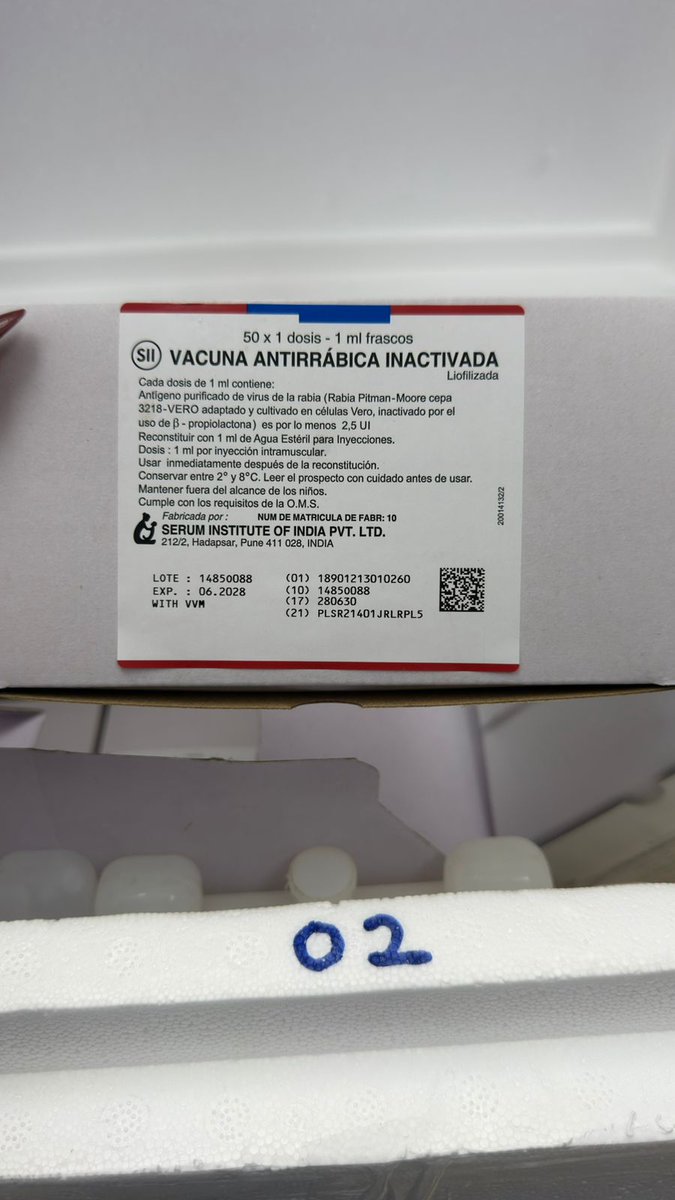 50 x 1 dosis - 1 ml frascos
SII VACUNA ANTIRRÁBICA INACTIVADA
Liofilizada
Cada dosis de 1 ml contiene:
Antígeno purificado de virus de la rabia (Rabia Pitman-Moore cepa
3218-VERO adaptado y cultivado en células Vero, inactivado por el
uso de β - propiolactona) es por lo menos 2,5 UI
Reconstituir con 1 ml de Agua Estéril para Inyecciones.
Dosis : 1 ml por injección intramuscular.
Usar inmediatamente después de la reconstitución.
Conservar entre 2° y 8°C. Leer el prospecto con cuidado antes de usar.
Mantener fuera del alcance de los niños.
Cumple con los requisitos de la O.M.S.
Fabricada por : NUM DE MATRICULA DE FABR: 10
SERUM INSTITUTE OF INDIA PVT. LTD.
212/2, Hadapsar, Pune 411 028, INDIA
20014132/2
LOTE : 14850088
EXP. : 06.2028
WITH VVM
(01) 18901213010260
(10) 14850088
(17) 280630
(21) PLSR21401JRLRPL5
02